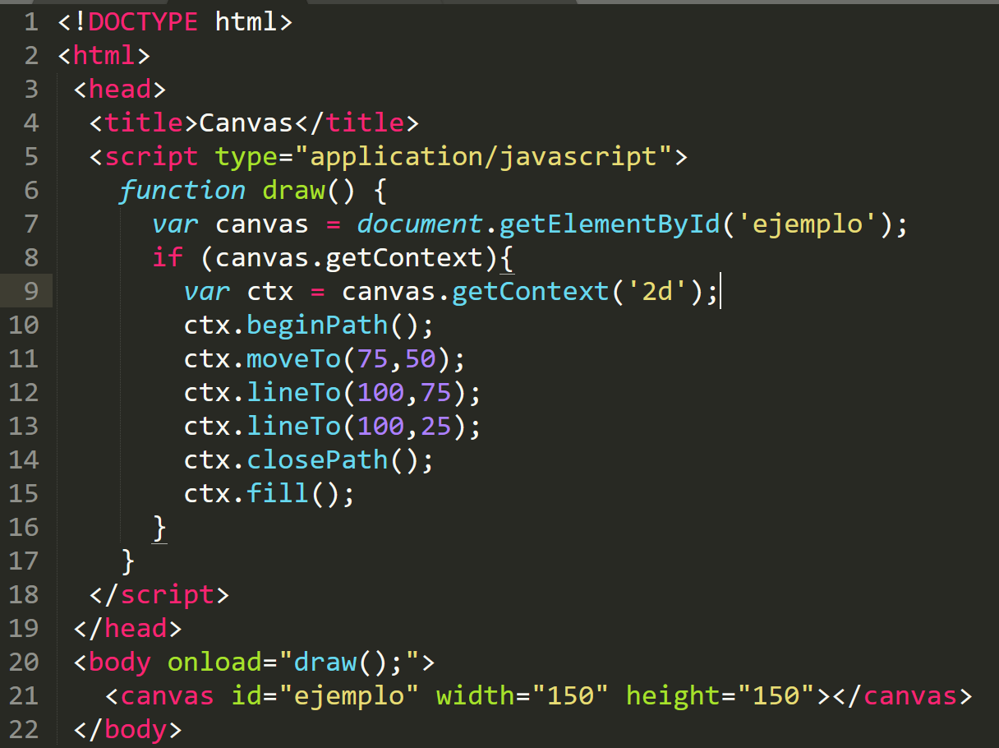 1 <!DOCTYPE html>
2 <html>
3  <head>
4   <title>Canvas</title>
5   <script type="application/javascript">
6     function draw() {
7       var canvas = document.getElementById('ejemplo');
8       if (canvas.getContext){
9         var ctx = canvas.getContext('2d');
10         ctx.beginPath();
11         ctx.moveTo(75,50);
12         ctx.lineTo(100,75);
13         ctx.lineTo(100,25);
14         ctx.closePath();
15         ctx.fill();
16       }
17     }
18   </script>
19  </head>
20  <body onload="draw();">
21    <canvas id="ejemplo" width="150" height="150"></canvas>
22  </body>